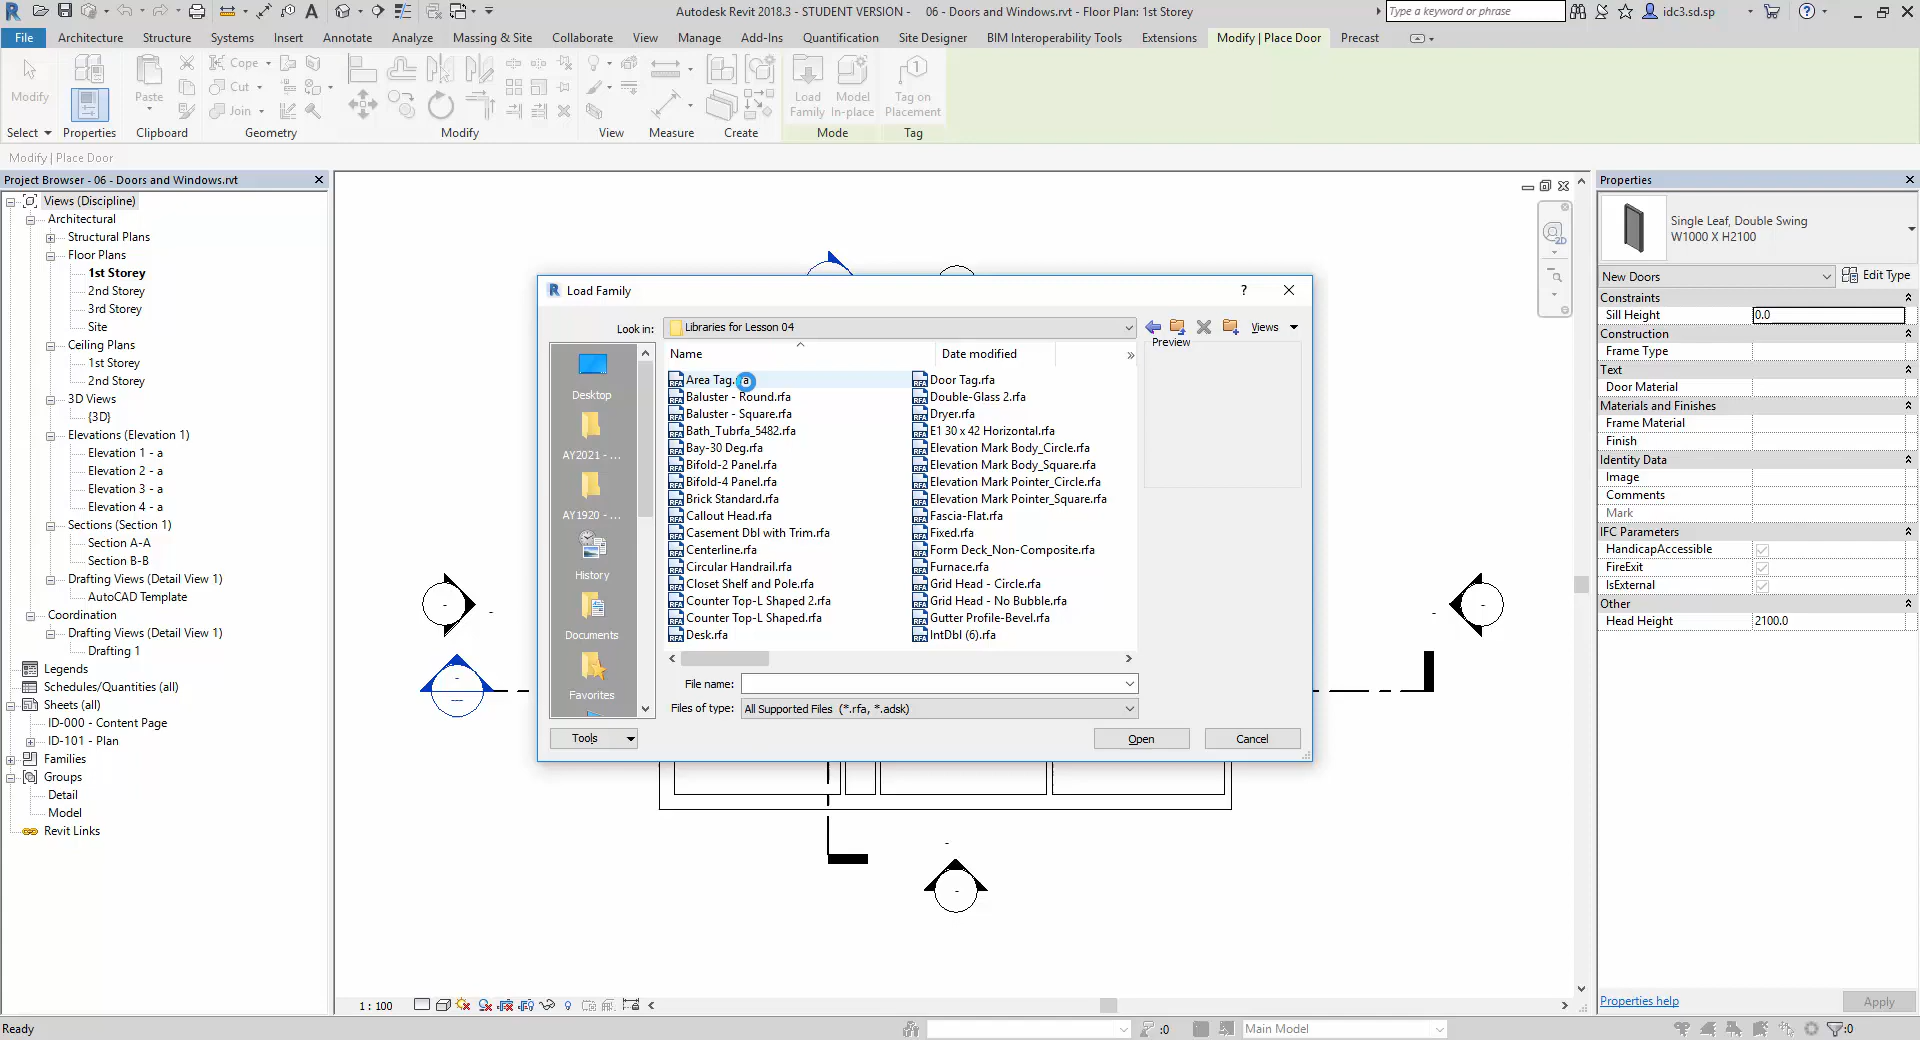 Autodesk Revit 2018.3 - STUDENT VERSION - 06 - Doors and Windows.rvt - Floor Plan: 1st Storey
Type a keyword or phrase
idc3.sd.sp
File Architecture Structure Systems Insert Annotate Analyze Massing & Site Collaborate View Manage Add-Ins Quantification Site Designer BIM Interoperability Tools Extensions Modify | Place Door Precast
Modify
Paste
Cope
Cut
Join
Load Family
Model In-place
Tag on Placement
Select Properties Clipboard Geometry Modify View Measure Create Mode Tag
Modify | Place Door
Project Browser - 06 - Doors and Windows.rvt
Views (Discipline)
Architectural
Structural Plans
Floor Plans
1st Storey
2nd Storey
3rd Storey
Site
Ceiling Plans
1st Storey
2nd Storey
3D Views
{3D}
Elevations (Elevation 1)
Elevation 1 - a
Elevation 2 - a
Elevation 3 - a
Elevation 4 - a
Sections (Section 1)
Section A-A
Section B-B
Drafting Views (Detail View 1)
AutoCAD Template
Coordination
Drafting Views (Detail View 1)
Drafting 1
Legends
Schedules/Quantities (all)
Sheets (all)
ID-000 - Content Page
ID-101 - Plan
Families
Groups
Detail
Model
Revit Links
2D
Load Family
Look in: Libraries for Lesson 04
Views
Desktop
AY2021 - ...
AY1920 - ...
History
Documents
Favorites
Name Date modified
Preview
Area Tag.
Baluster - Round.rfa
Baluster - Square.rfa
Bath_Tubrfa_5482.rfa
Bay-30 Deg.rfa
Bifold-2 Panel.rfa
Bifold-4 Panel.rfa
Brick Standard.rfa
Callout Head.rfa
Casement Dbl with Trim.rfa
Centerline.rfa
Circular Handrail.rfa
Closet Shelf and Pole.rfa
Counter Top-L Shaped 2.rfa
Counter Top-L Shaped.rfa
Desk.rfa
Door Tag.rfa
Double-Glass 2.rfa
Dryer.rfa
E1 30 x 42 Horizontal.rfa
Elevation Mark Body_Circle.rfa
Elevation Mark Body_Square.rfa
Elevation Mark Pointer_Circle.rfa
Elevation Mark Pointer_Square.rfa
Fascia-Flat.rfa
Fixed.rfa
Form Deck_Non-Composite.rfa
Furnace.rfa
Grid Head - Circle.rfa
Grid Head - No Bubble.rfa
Gutter Profile-Bevel.rfa
IntDbl (6).rfa
File name:
Files of type: All Supported Files (*.rfa, *.adsk)
Tools
Open
Cancel
Properties
Single Leaf, Double Swing
W1000 X H2100
New Doors
Edit Type
Constraints
Sill Height 0.0
Construction
Frame Type
Text
Door Material
Materials and Finishes
Frame Material
Finish
Identity Data
Image
Comments
Mark
IFC Parameters
HandicapAccessible
FireExit
IsExternal
Other
Head Height 2100.0
Properties help
Apply
1 : 100
Ready
:0
Main Model
:0